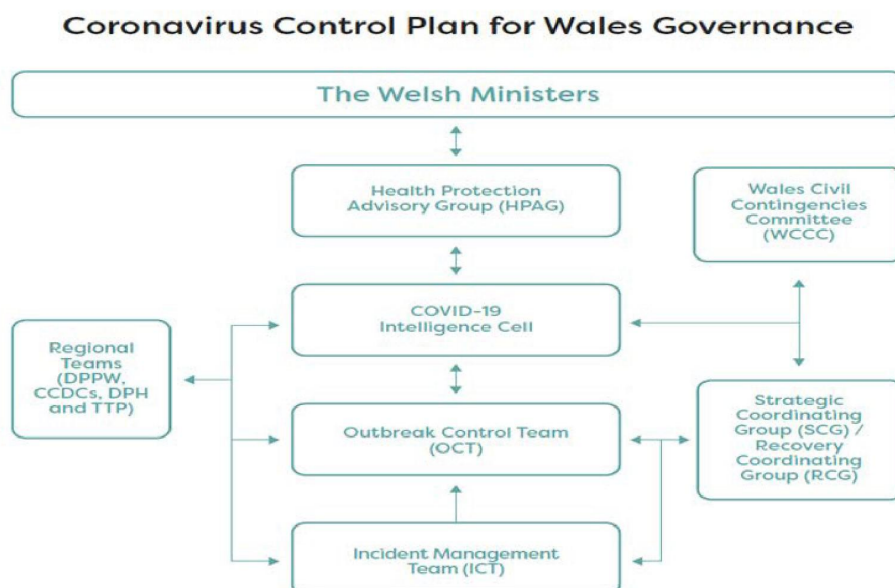 Coronavirus Control Plan for Wales Governance
The Welsh Ministers
Health Protection
Advisory Group (HPAG)
Wales Civil
Contingencies
Committee
(WCCC)
COVID-19
Intelligence Cell
Regional
Teams
(DPPW,
CCDCs, DPH
and TTP)
Outbreak Control Team
(OCT)
Strategic
Coordinating
Group (SCG) /
Recovery
Coordinating
Group (RCG)
Incident Management
Team (ICT)